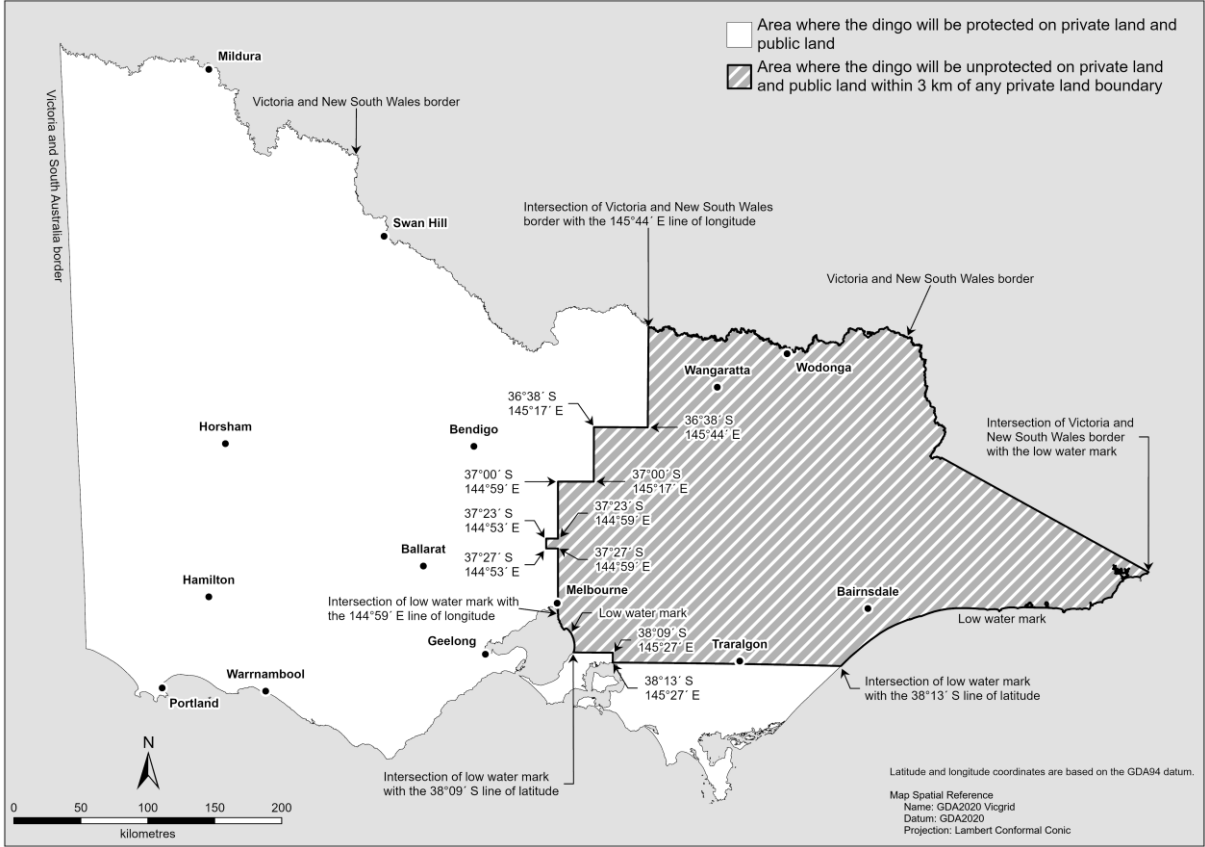 Area where the dingo will be protected on private land and
public land
Area where the dingo will be unprotected on private land
and public land within 3 km of any private land boundary
Mildura
Victoria and New South Wales border
Victoria and South Australia border
Swan Hill
Intersection of Victoria and New South Wales
border with the 145°44´ E line of longitude
Victoria and New South Wales border
Wodonga
Wangaratta
36°38´ S
145°17´ E
36°38´ S
145°44´ E
Horsham
Bendigo
Intersection of Victoria and
New South Wales border
with the low water mark
37°00´ S
144°59´ E
37°00´ S
145°17´ E
37°23´ S
144°53´ E
37°23´ S
144°59´ E
Ballarat
37°27´ S
144°53´ E
37°27´ S
144°59´ E
Hamilton
Melbourne
Bairnsdale
Intersection of low water mark with
the 144°59´ E line of longitude
Low water mark
Low water mark
Geelong
38°09´ S
145°27´ E
Traralgon
38°13´ S
145°27´ E
Intersection of low water mark
with the 38°13´ S line of latitude
Warrnambool
Portland
N
Intersection of low water mark
with the 38°09´ S line of latitude
0 50 100 150 200
kilometres
Latitude and longitude coordinates are based on the GDA94 datum.
Map Spatial Reference
Name: GDA2020 Vicgrid
Datum: GDA2020
Projection: Lambert Conformal Conic